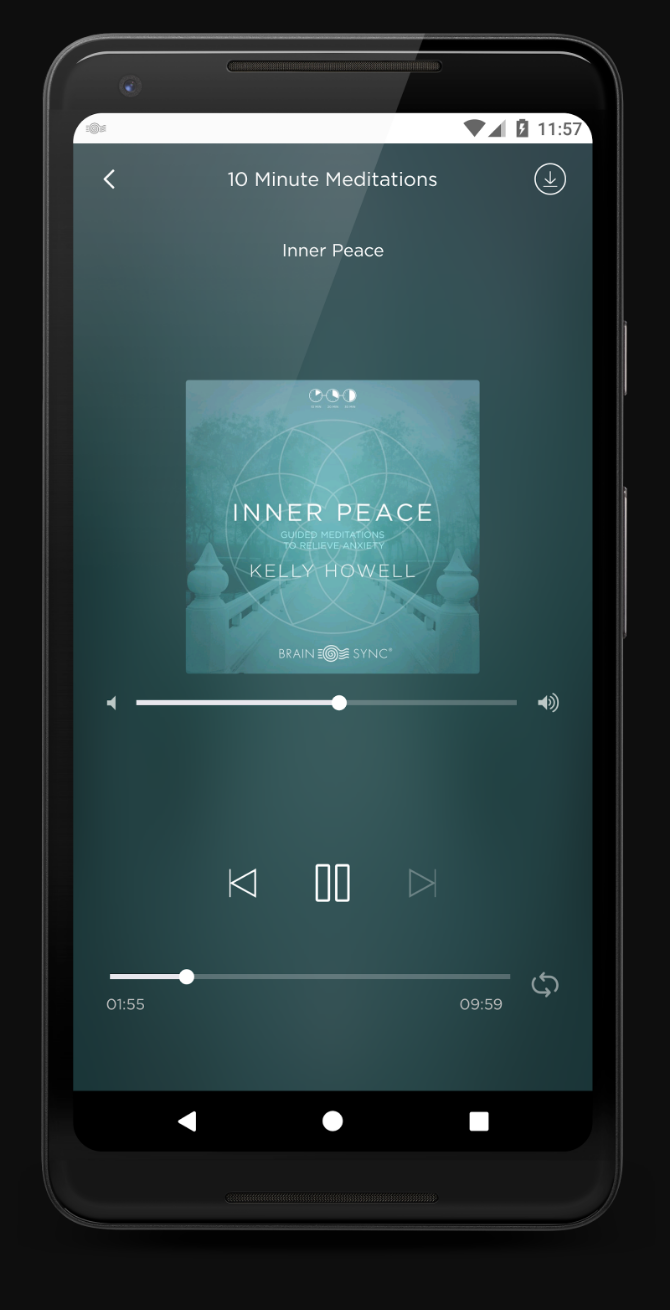 11:57
10 Minute Meditations
Inner Peace
INNER PEACE
GUIDED MEDITATIONS
TO RELIEVE ANXIETY
KELLY HOWELL
BRAIN SYNC®
01:55 09:59